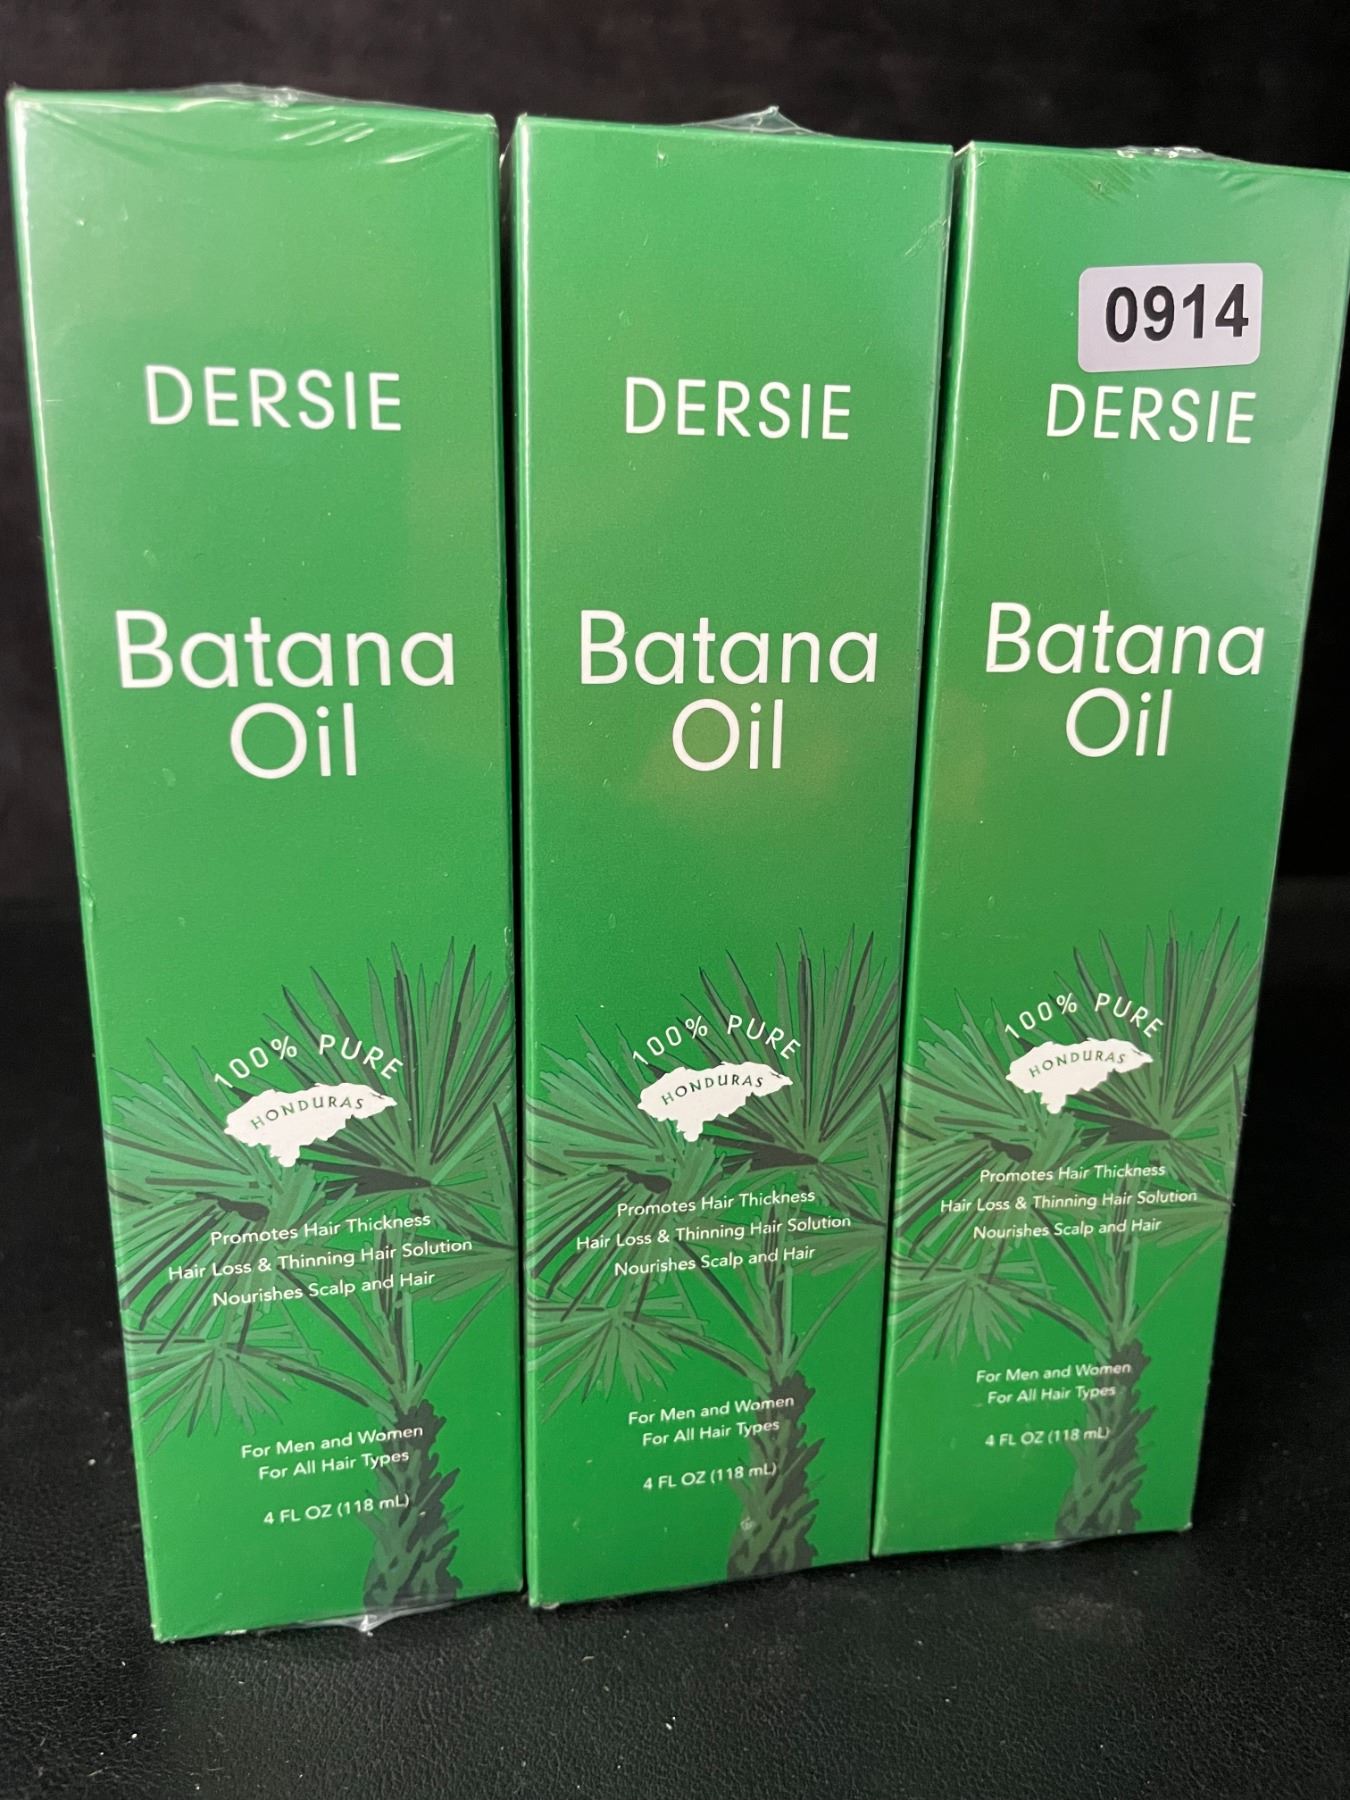 DERSIE
Batana
Oil
100% PURE
HONDURAS
Promotes Hair Thickness
Hair Loss & Thinning Hair Solution
Nourishes Scalp and Hair
For Men and Women
For All Hair Types
4 FL OZ (118 mL)
DERSIE
Batana
Oil
100% PURE
HONDURAS
Promotes Hair Thickness
Hair Loss & Thinning Hair Solution
Nourishes Scalp and Hair
For Men and Women
For All Hair Types
4 FL OZ (118 mL)
0914
DERSIE
Batana
Oil
100% PURE
HONDURAS
Promotes Hair Thickness
Hair Loss & Thinning Hair Solution
Nourishes Scalp and Hair
For Men and Women
For All Hair Types
4 FL OZ (118 mL)